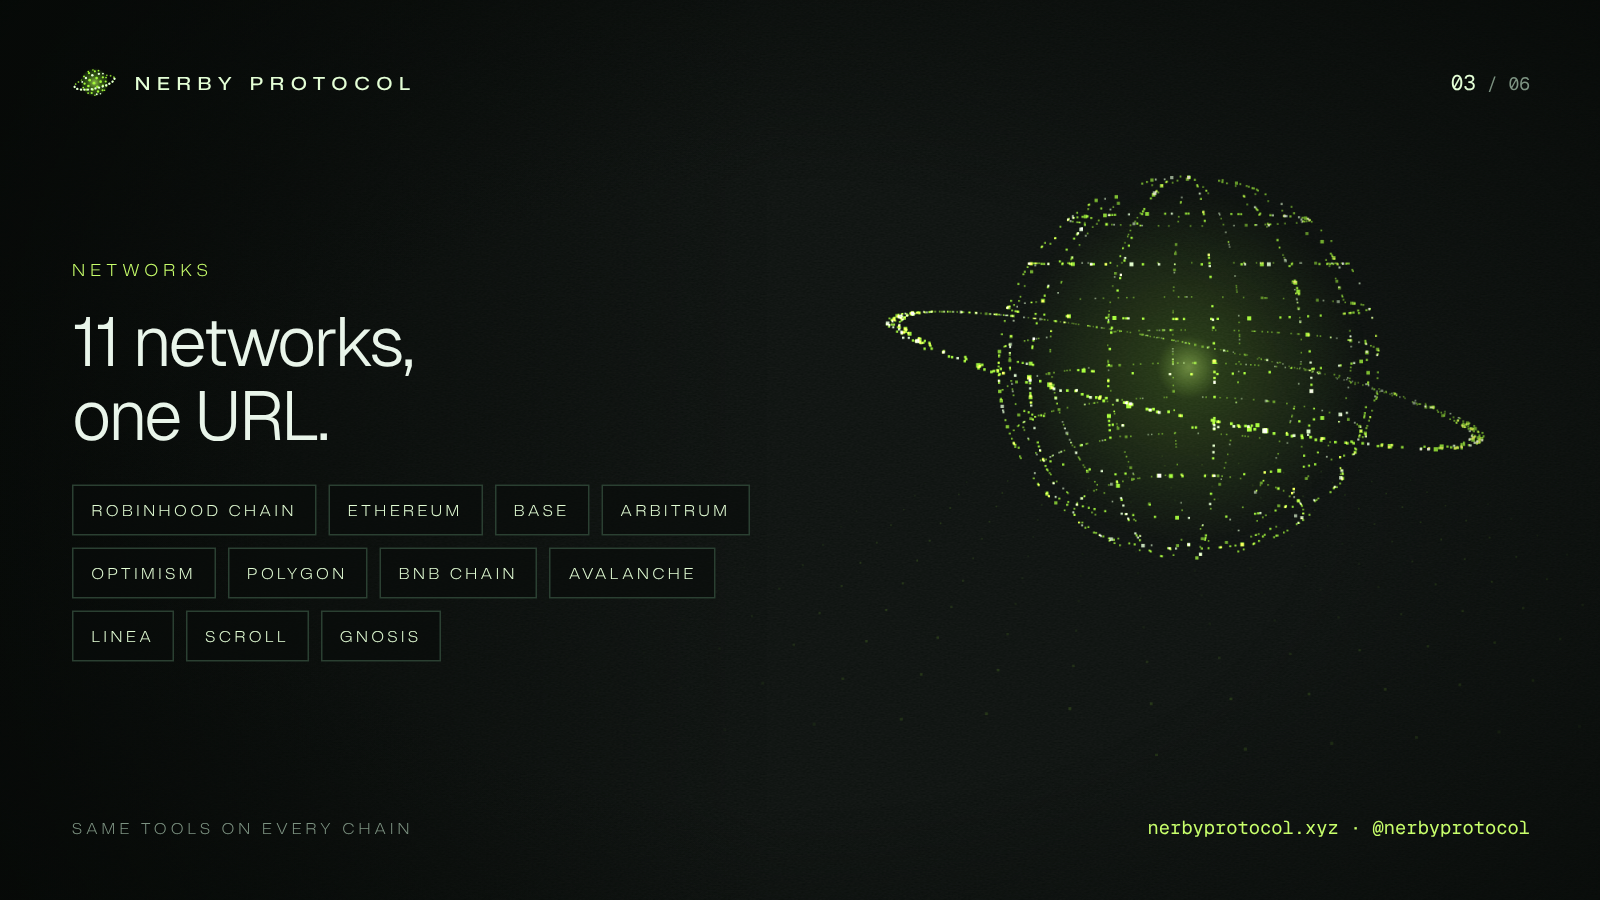 NERBY PROTOCOL
03 / 06
NETWORKS
11 networks,
one URL.
ROBINHOOD CHAIN ETHEREUM BASE ARBITRUM
OPTIMISM POLYGON BNB CHAIN AVALANCHE
LINEA SCROLL GNOSIS
SAME TOOLS ON EVERY CHAIN
nerbyprotocol.xyz · @nerbyprotocol